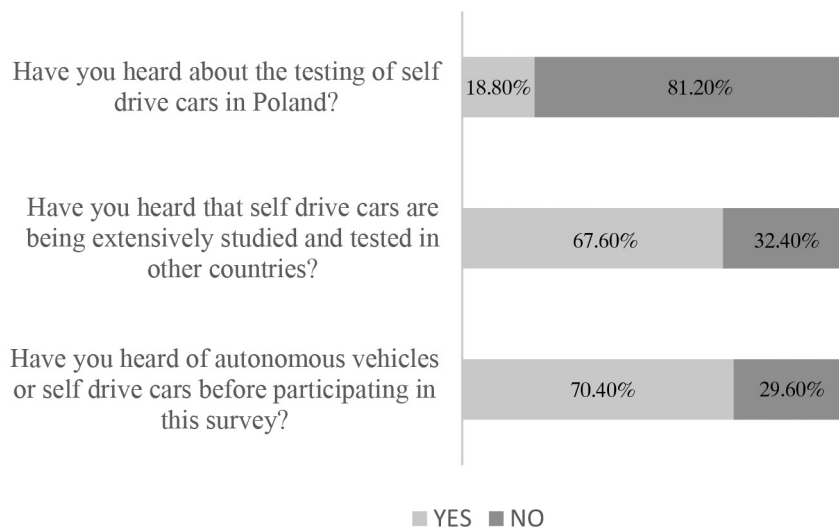 Have you heard about the testing of self
drive cars in Poland?
18.80% 81.20%
Have you heard that self drive cars are
being extensively studied and tested in
other countries?
67.60% 32.40%
Have you heard of autonomous vehicles
or self drive cars before participating in
this survey?
70.40% 29.60%
YES NO